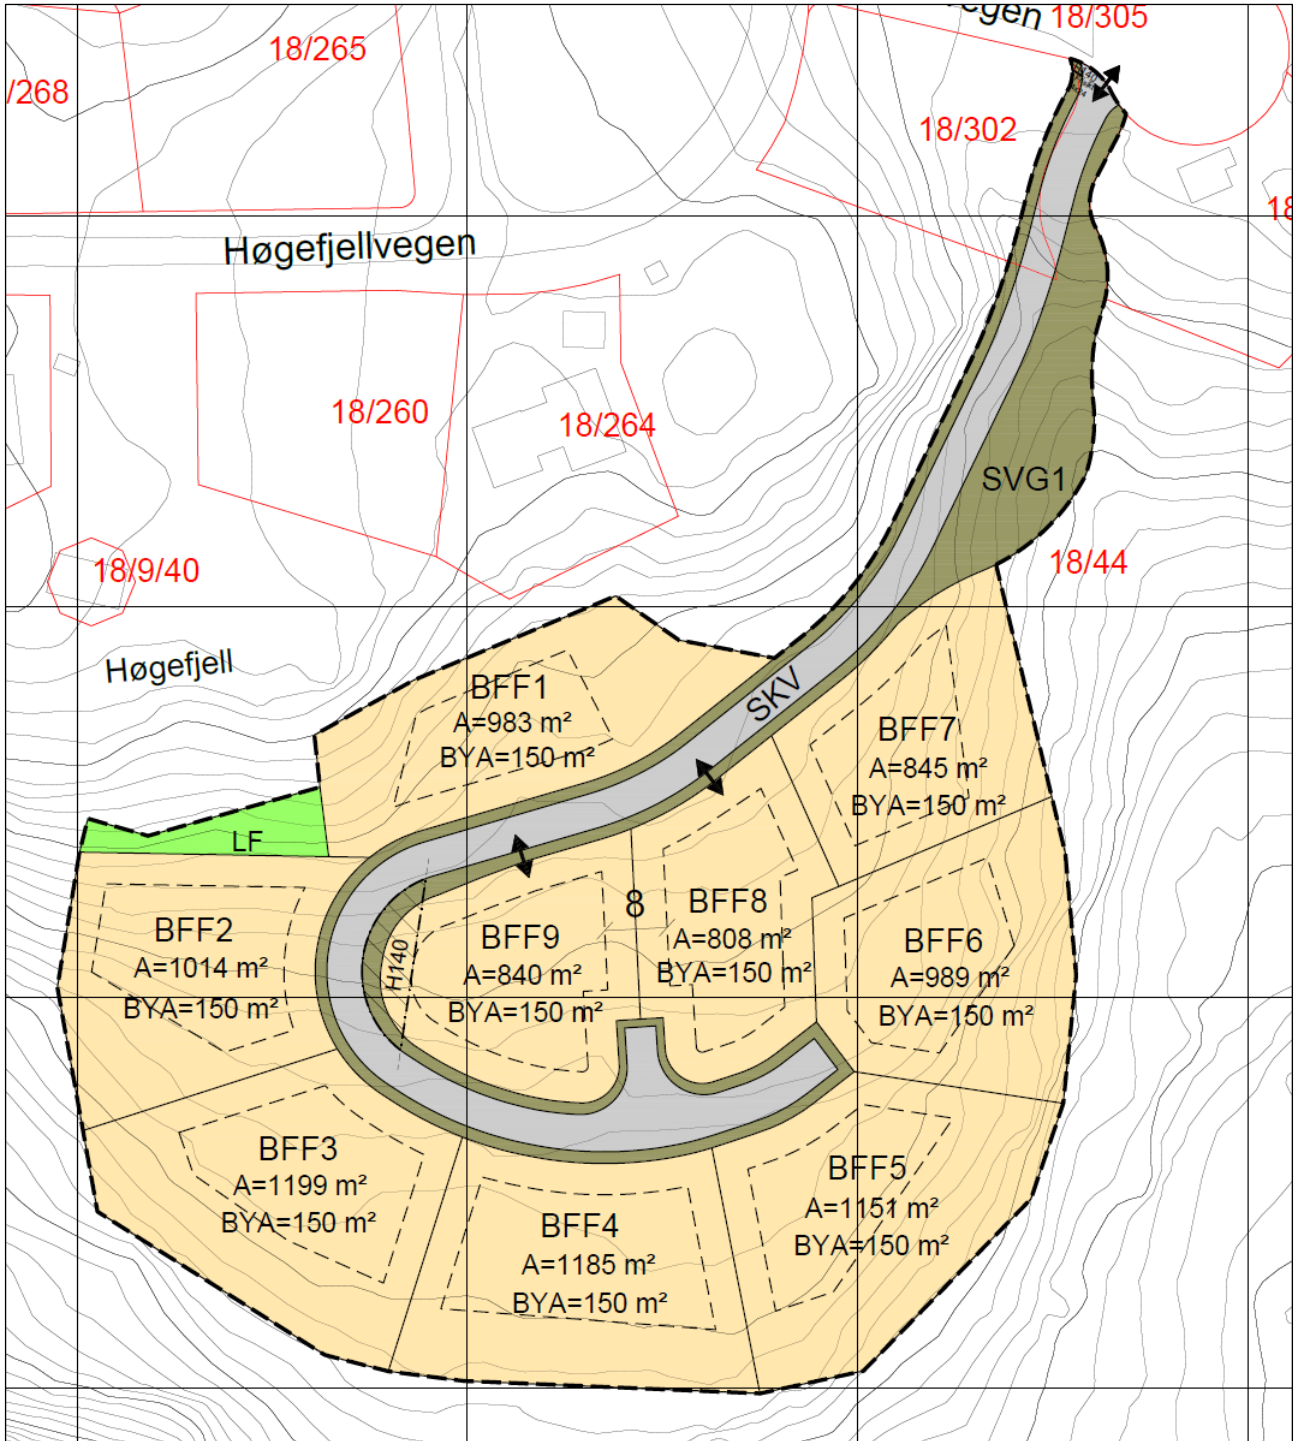 egen
18/305
18/265
/268
18/302
18
Høgefjellvegen
18/260
18/264
SVG1
18/44
18/9/40
Høgefjell
BFF1
A=983 m²
BYA=150 m²
SKV
BFF7
A=845 m²
BYA=150 m²
LF
BFF2
A=1014 m²
BYA=150 m²
H140
BFF9
A=840 m²
BYA=150 m²
8
BFF8
A=808 m²
BYA=150 m²
BFF6
A=989 m²
BYA=150 m²
BFF3
A=1199 m²
BYA=150 m²
BFF4
A=1185 m²
BYA=150 m²
BFF5
A=1151 m²
BYA=150 m²